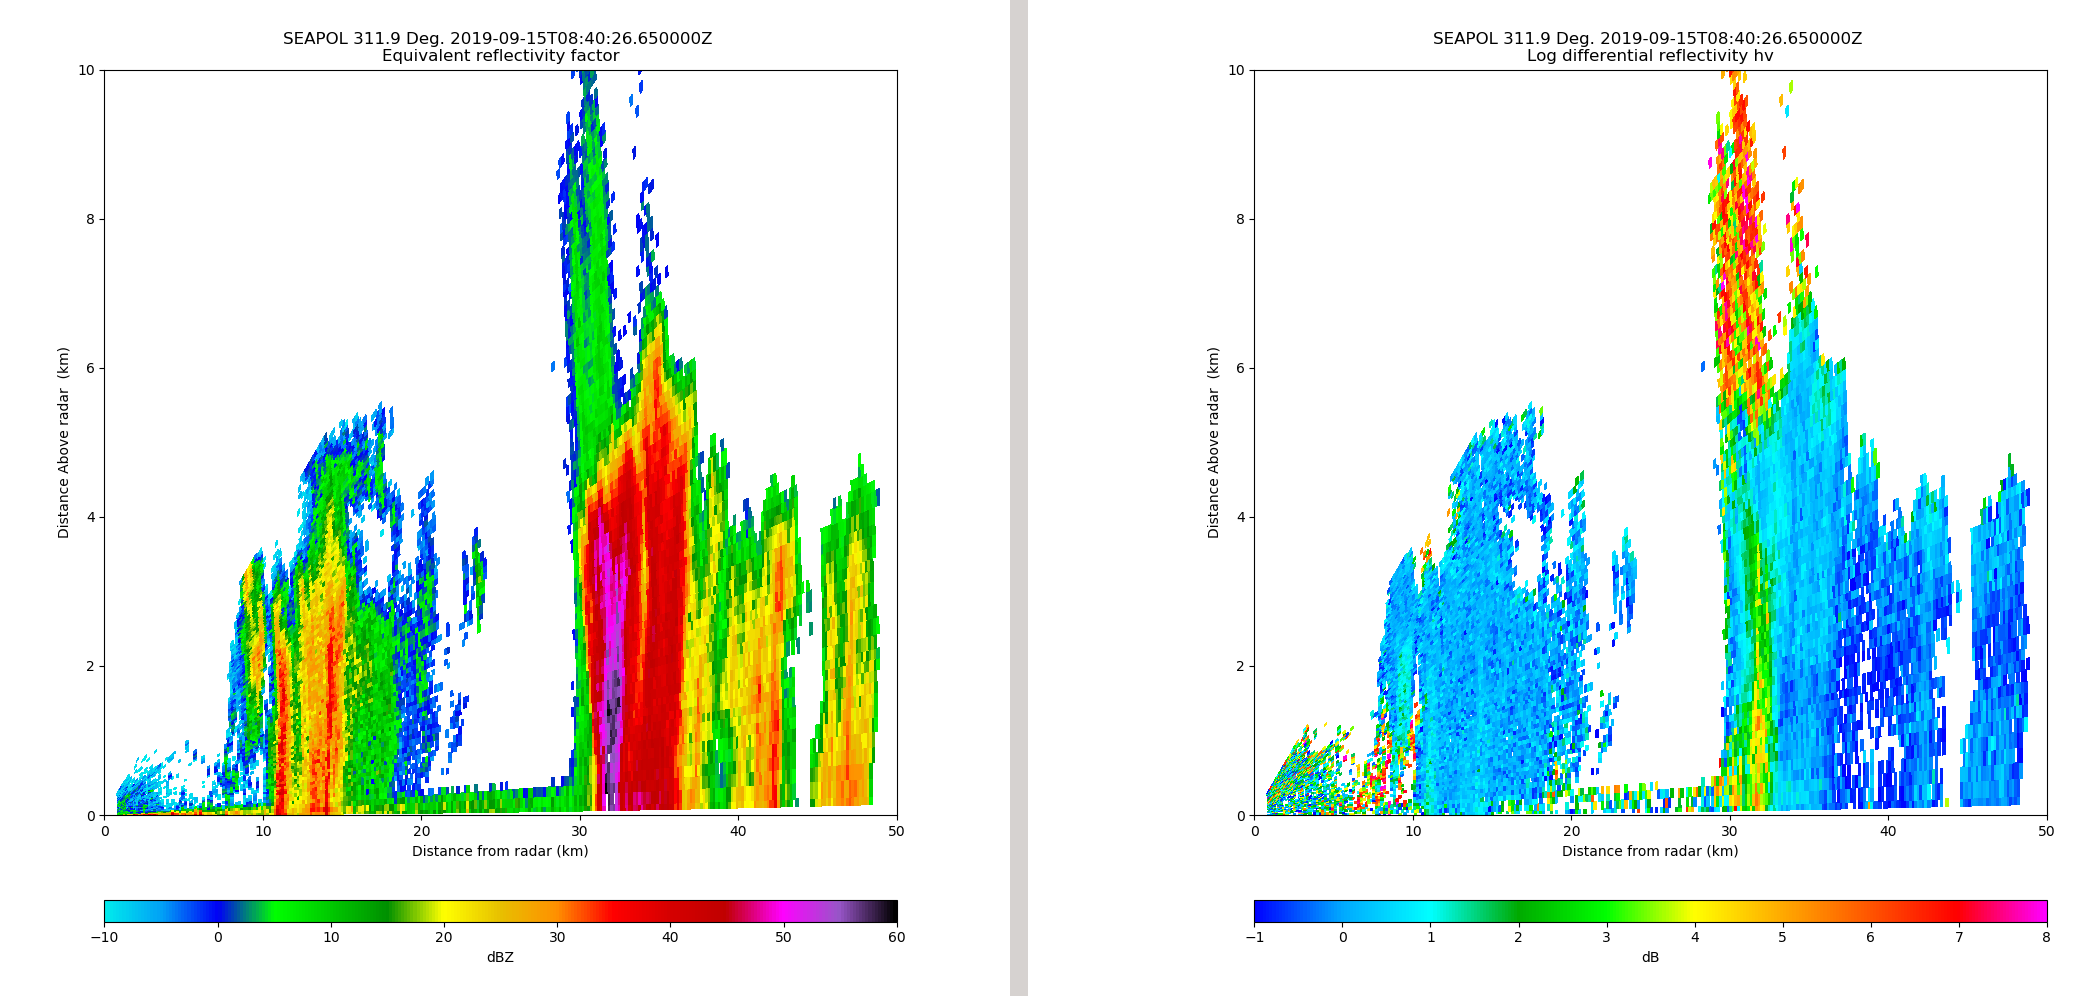 SEAPOL 311.9 Deg. 2019-09-15T08:40:26.650000Z
Equivalent reflectivity factor
10
8
6
4
2
0
Distance Above radar (km)
0 10 20 30 40 50
Distance from radar (km)
−10 0 10 20 30 40 50 60
dBZ
SEAPOL 311.9 Deg. 2019-09-15T08:40:26.650000Z
Log differential reflectivity hv
10
8
6
4
2
0
Distance Above radar (km)
0 10 20 30 40 50
Distance from radar (km)
−1 0 1 2 3 4 5 6 7 8
dB